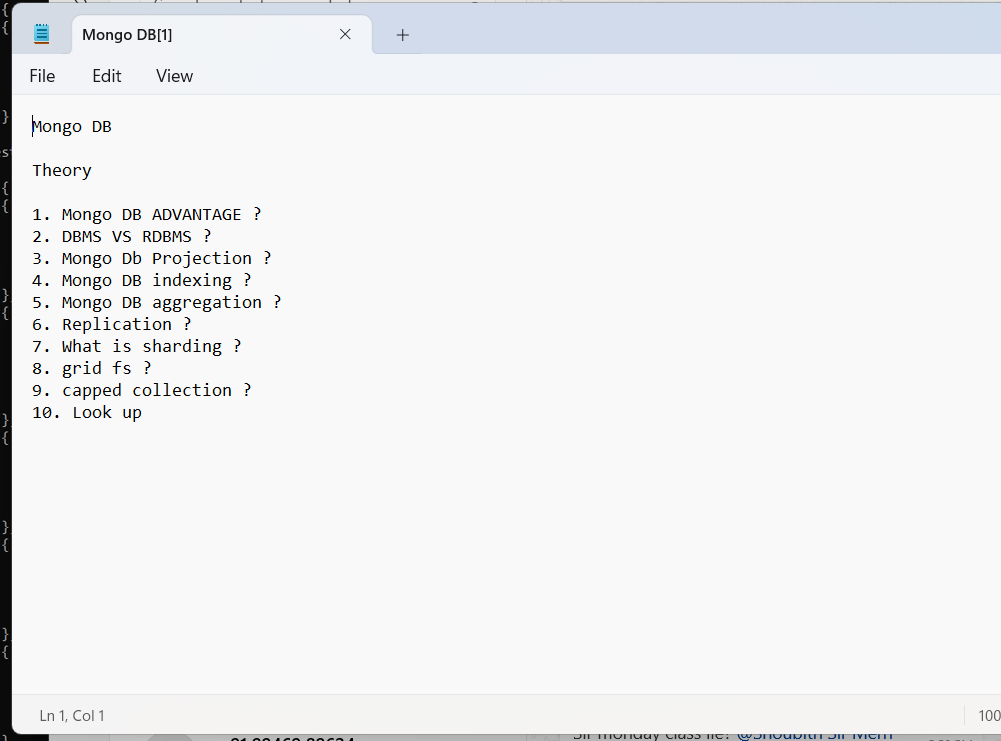 Mongo DB[1]
File Edit View
Mongo DB
Theory
1. Mongo DB ADVANTAGE ?
2. DBMS VS RDBMS ?
3. Mongo Db Projection ?
4. Mongo DB indexing ?
5. Mongo DB aggregation ?
6. Replication ?
7. What is sharding ?
8. grid fs ?
9. capped collection ?
10. Look up
Ln 1, Col 1
100